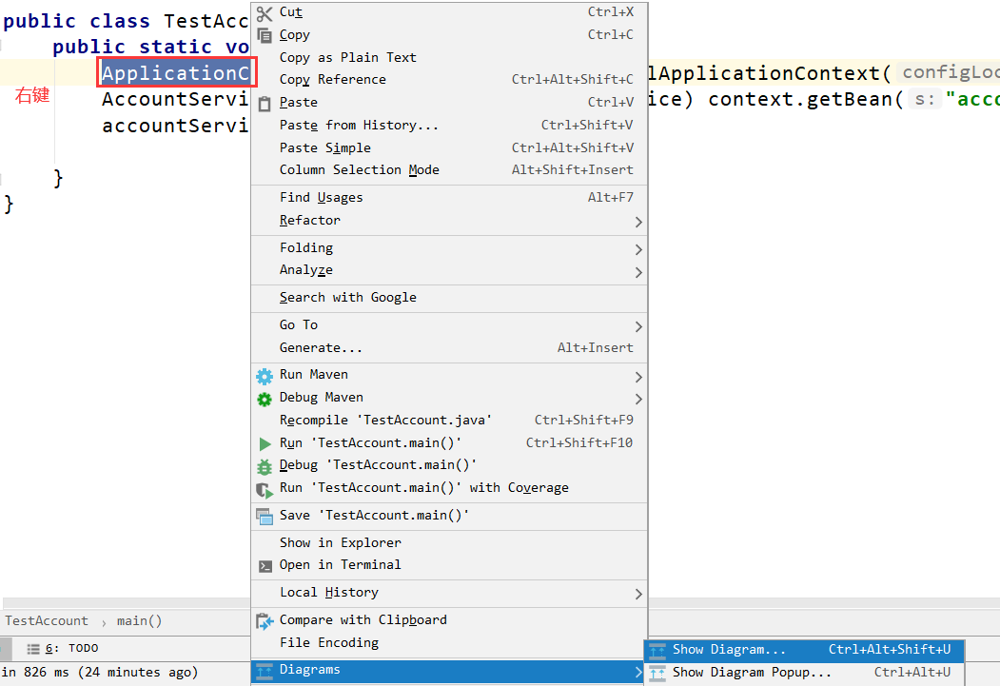 public class TestAcc
public static vo
ApplicationC
lApplicationContext( configLoc
右键
AccountServi
ice) context.getBean( s: "acco
accountServi
}
}
Cut Ctrl+X
Copy Ctrl+C
Copy as Plain Text
Copy Reference Ctrl+Alt+Shift+C
Paste Ctrl+V
Paste from History... Ctrl+Shift+V
Paste Simple Ctrl+Alt+Shift+V
Column Selection Mode Alt+Shift+Insert
Find Usages Alt+F7
Refactor
Folding
Analyze
Search with Google
Go To
Generate... Alt+Insert
Run Maven
Debug Maven
Recompile 'TestAccount.java' Ctrl+Shift+F9
Run 'TestAccount.main()' Ctrl+Shift+F10
Debug 'TestAccount.main()'
Run 'TestAccount.main()' with Coverage
Save 'TestAccount.main()'
Show in Explorer
Open in Terminal
Local History
Compare with Clipboard
File Encoding
Diagrams
Show Diagram... Ctrl+Alt+Shift+U
Show Diagram Popup... Ctrl+Alt+U
TestAccount › main()
6: TODO
in 826 ms (24 minutes ago)